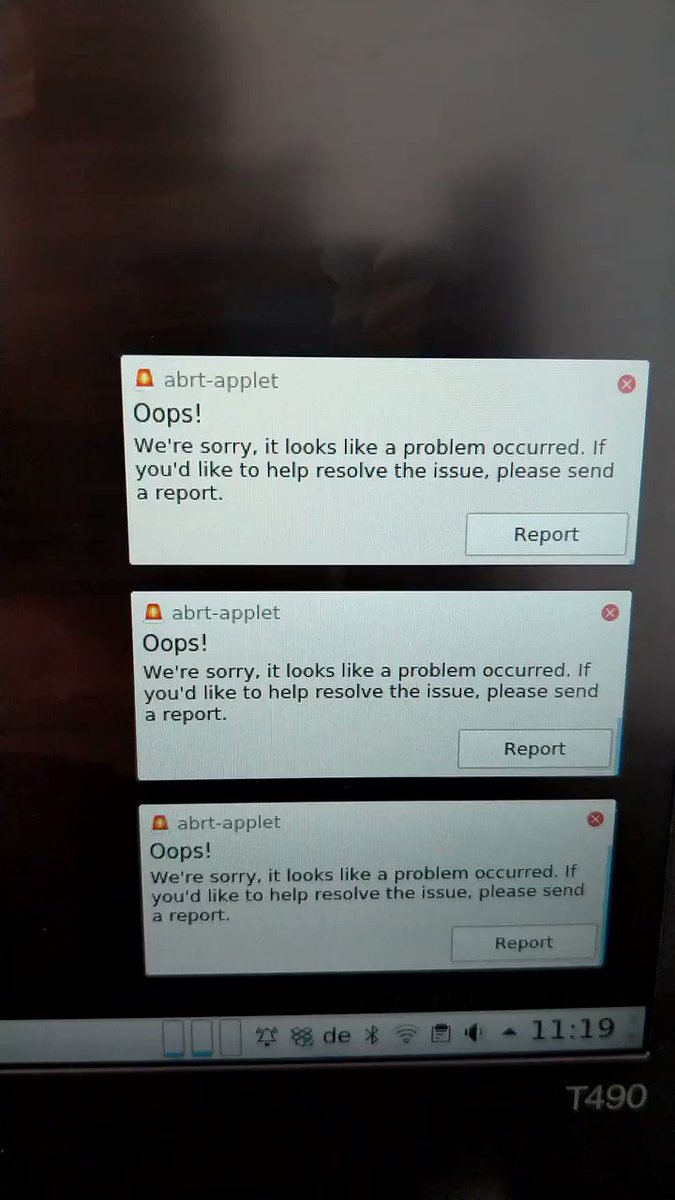 abrt-applet
Oops!
We're sorry, it looks like a problem occurred. If
you'd like to help resolve the issue, please send
a report.
Report
abrt-applet
Oops!
We're sorry, it looks like a problem occurred. If
you'd like to help resolve the issue, please send
a report.
Report
abrt-applet
Oops!
We're sorry, it looks like a problem occurred. If
you'd like to help resolve the issue, please send
a report.
Report
de 11:19
T490